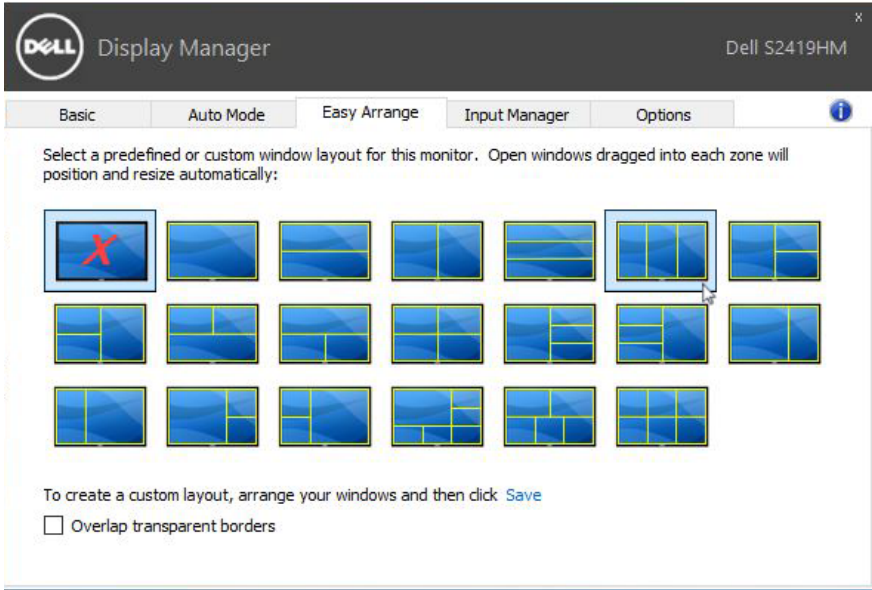 DELL
Display Manager
Dell S2419HM
Basic
Auto Mode
Easy Arrange
Input Manager
Options
Select a predefined or custom window layout for this monitor.  Open windows dragged into each zone will
position and resize automatically:
X
To create a custom layout, arrange your windows and then click Save
Overlap transparent borders